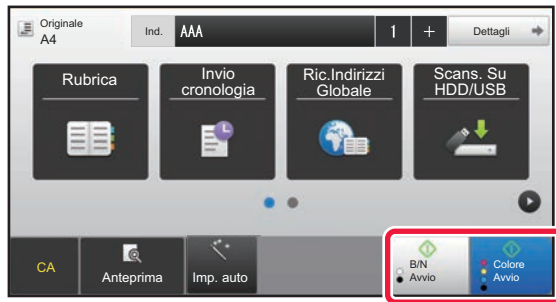 Originale
A4
Ind. AAA 1 + Dettagli
Rubrica
Invio
cronologia
Ric.Indirizzi
Globale
Scans. Su
HDD/USB
CA
Anteprima
Imp. auto
B/N
Avvio
Colore
Avvio